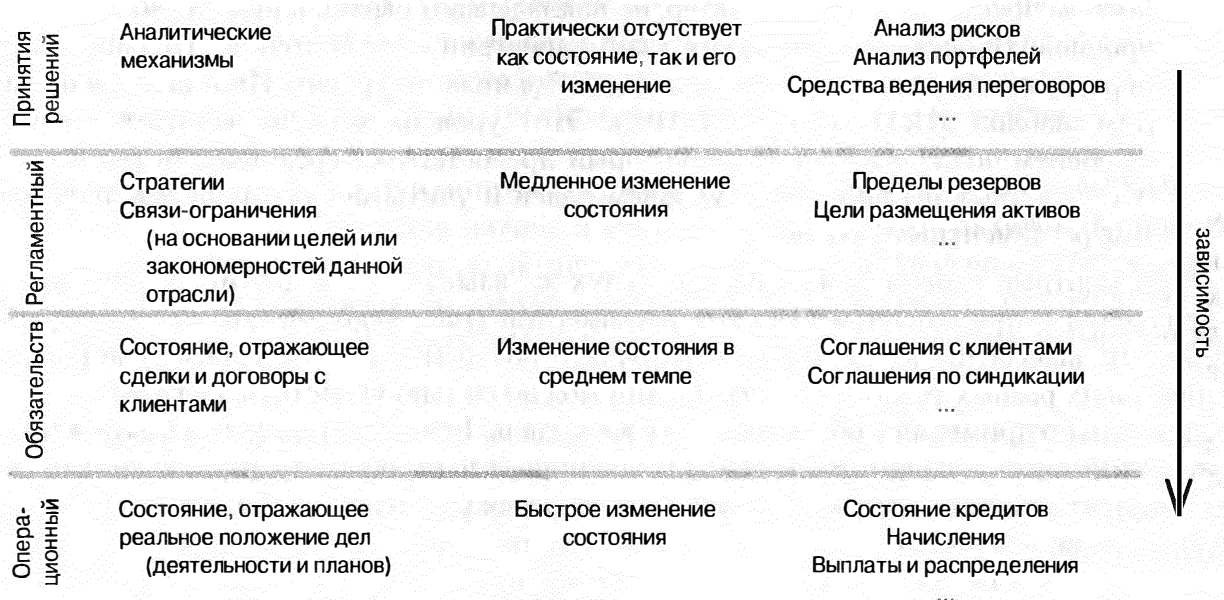 Принятия
решений
Аналитические
механизмы
Практически отсутствует
как состояние, так и его
изменение
Анализ рисков
Анализ портфелей
Средства ведения переговоров
...
Регламентный
Стратегии
Связи-ограничения
(на основании целей или
закономерностей данной
отрасли)
Медленное изменение
состояния
Пределы резервов
Цели размещения активов
...
Обязательств
Состояние, отражающее
сделки и договоры с
клиентами
Изменение состояния в
среднем темпе
Соглашения с клиентами
Соглашения по синдикации
...
Опера-
ционный
Состояние, отражающее
реальное положение дел
(деятельности и планов)
Быстрое изменение
состояния
Состояние кредитов
Начисления
Выплаты и распределения
...
зависимость